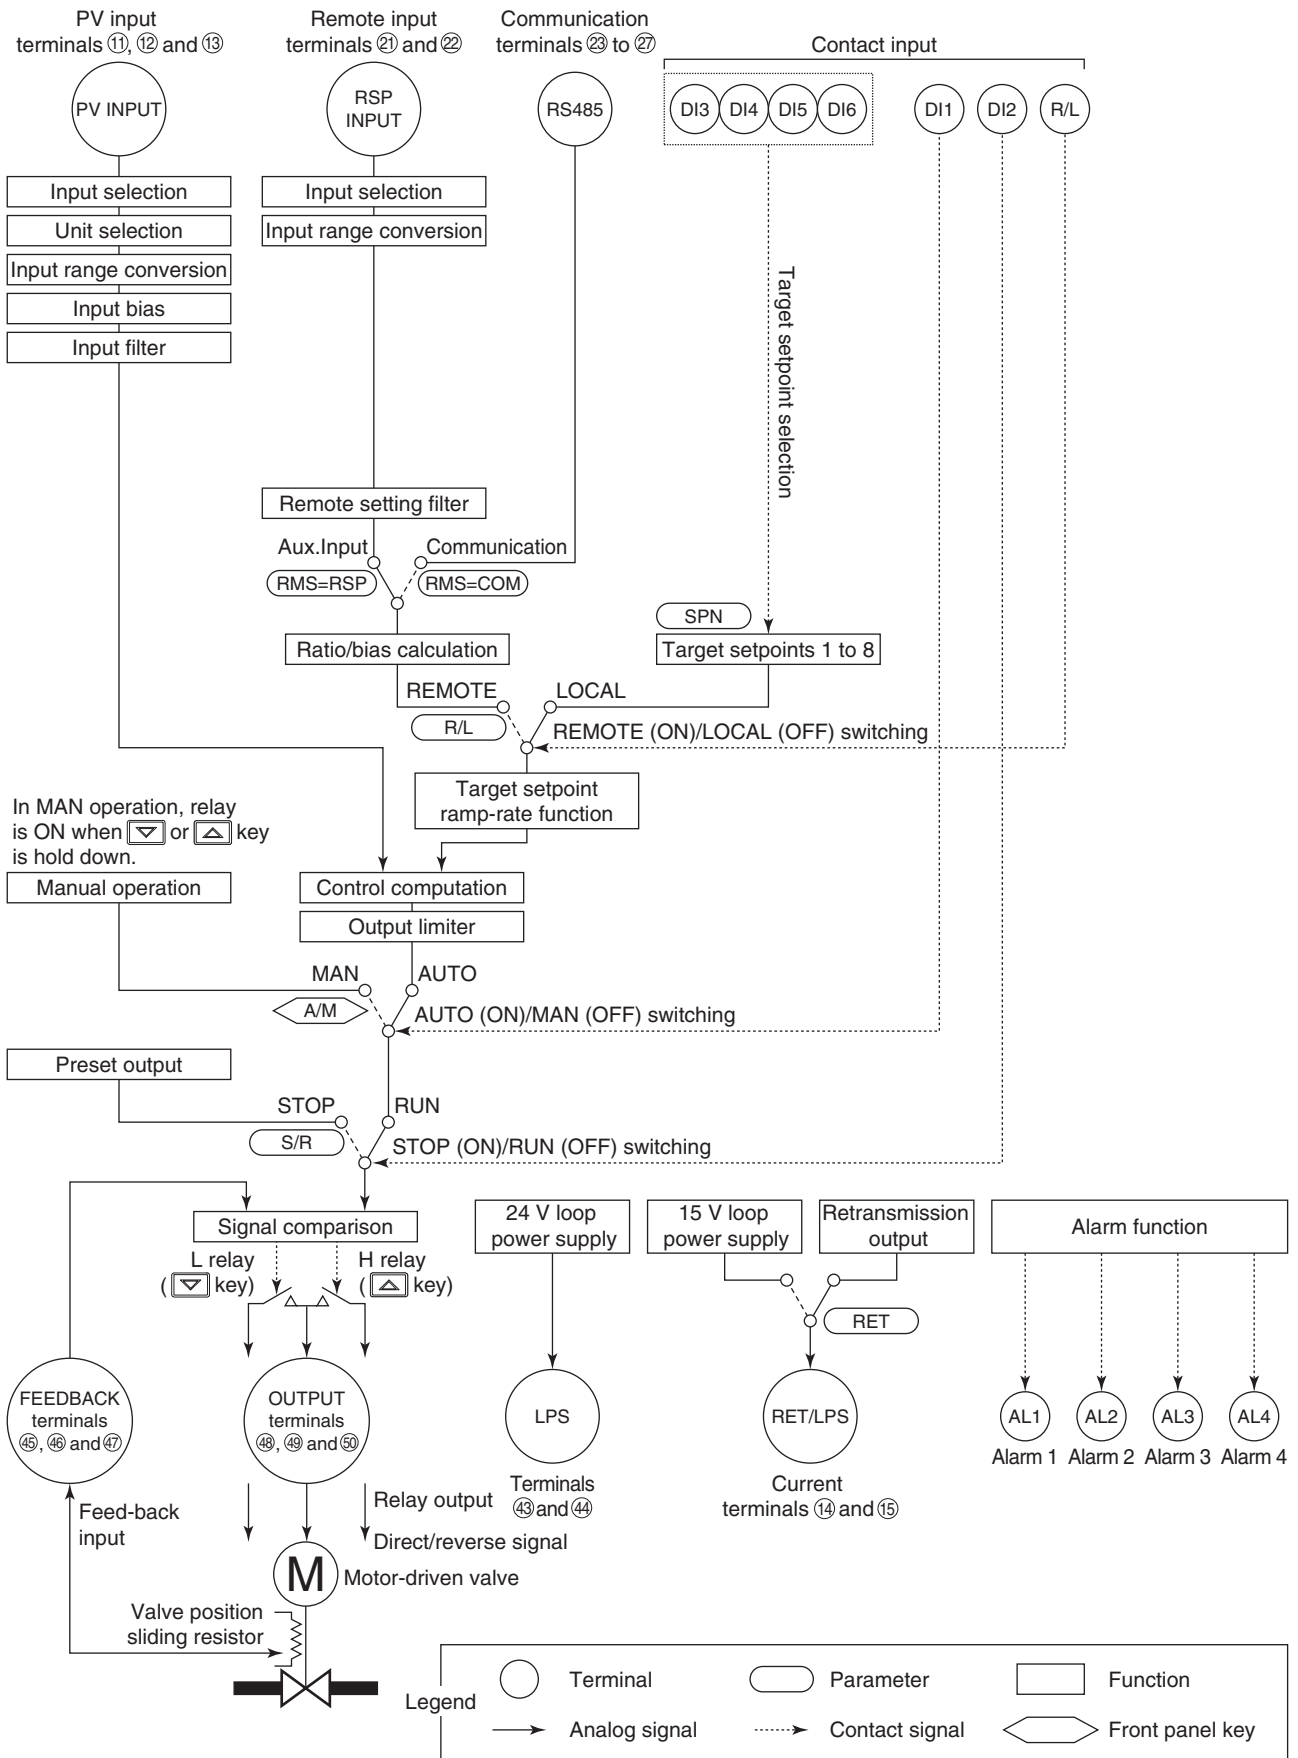 PV input
terminals ⑪, ⑫ and ⑬
Remote input
terminals ㉑ and ㉒
Communication
terminals ㉓ to ㉗
Contact input
PV INPUT
RSP
INPUT
RS485
DI3
DI4
DI5
DI6
DI1
DI2
R/L
Input selection
Unit selection
Input range conversion
Input bias
Input filter
Input selection
Input range conversion
Target setpoint selection
Remote setting filter
Aux.Input
Communication
RMS=RSP
RMS=COM
SPN
Ratio/bias calculation
Target setpoints 1 to 8
REMOTE
LOCAL
R/L
REMOTE (ON)/LOCAL (OFF) switching
Target setpoint
ramp-rate function
In MAN operation, relay
is ON when ▽ or △ key
is hold down.
Manual operation
Control computation
Output limiter
MAN
AUTO
A/M
AUTO (ON)/MAN (OFF) switching
Preset output
STOP
RUN
S/R
STOP (ON)/RUN (OFF) switching
Signal comparison
24 V loop
power supply
15 V loop
power supply
Retransmission
output
Alarm function
L relay
( ▽ key)
H relay
( △ key)
RET
FEEDBACK
terminals
㊺, ㊻ and ㊼
OUTPUT
terminals
㊽, ㊾ and ㊿
LPS
RET/LPS
AL1
AL2
AL3
AL4
Alarm 1
Alarm 2
Alarm 3
Alarm 4
Terminals
㊸ and ㊹
Current
terminals ⑭ and ⑮
Feed-back
input
Relay output
Direct/reverse signal
M
Motor-driven valve
Valve position
sliding resistor
Legend
Terminal
Parameter
Function
Analog signal
Contact signal
Front panel key